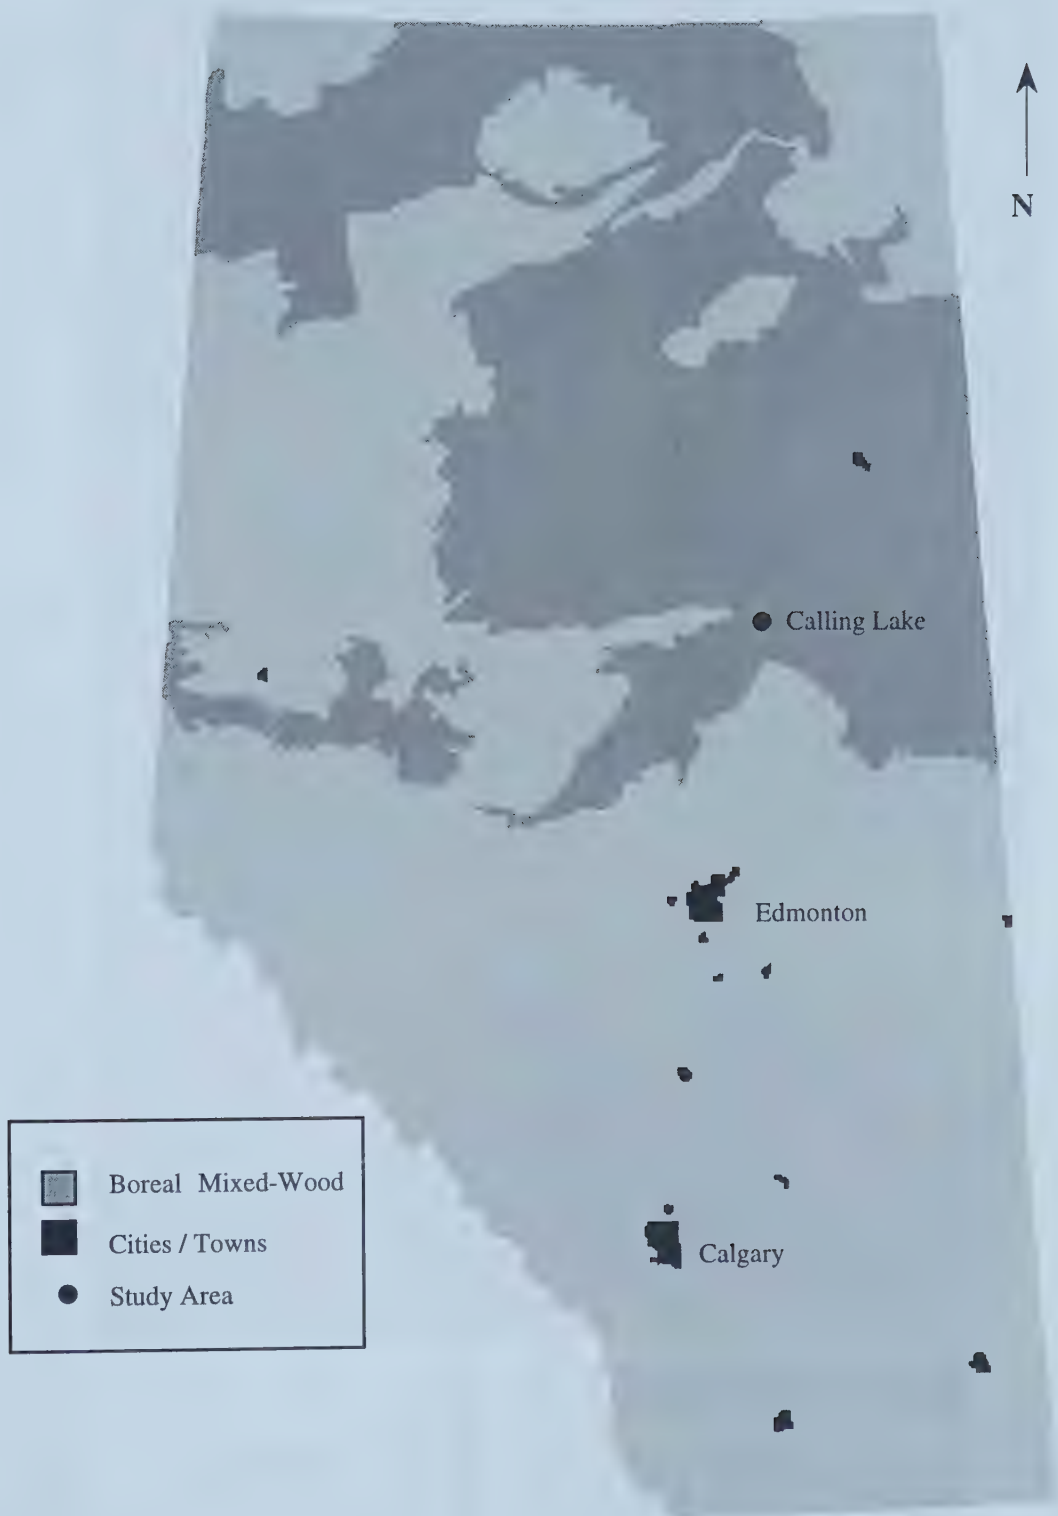 N
Calling Lake
Edmonton
Boreal Mixed-Wood
Cities / Towns
Study Area
Calgary